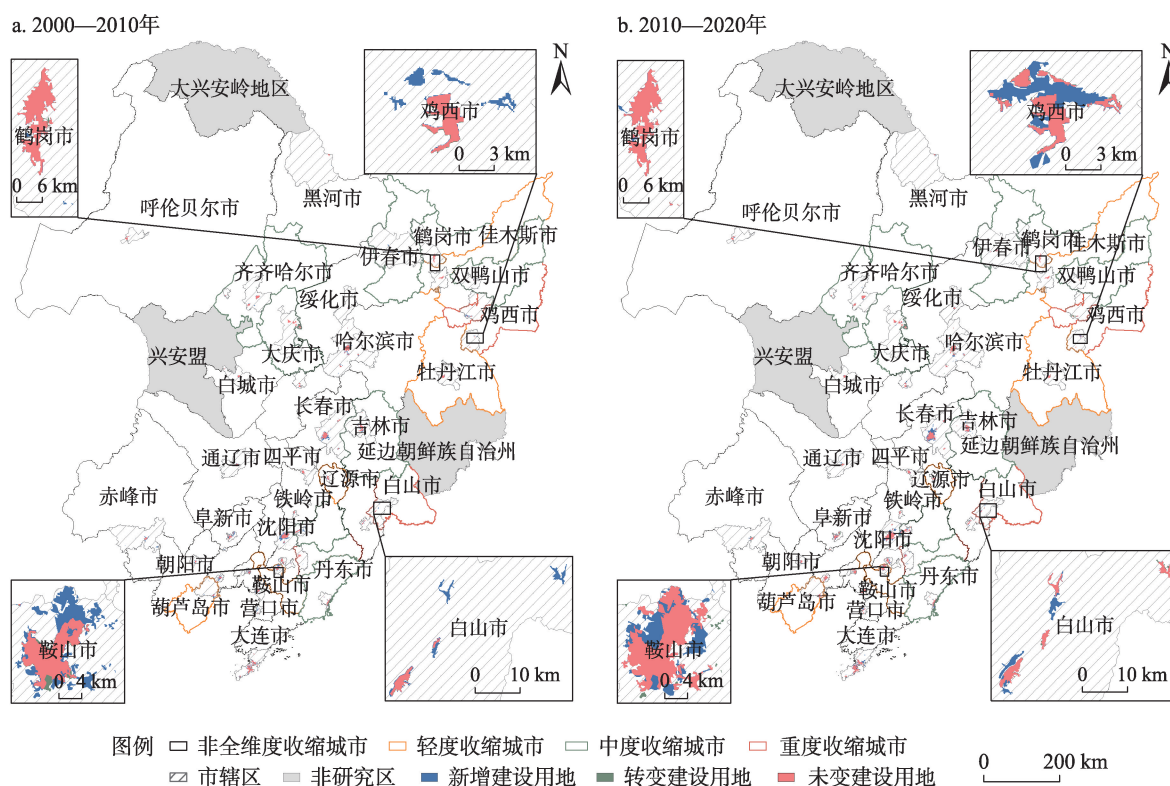 a. 2000—2010年
b. 2010—2020年
N
大兴安岭地区
鹤岗市
0 6 km
鸡西市
0 3 km
呼伦贝尔市
黑河市
鹤岗市
佳木斯市
伊春市
双鸭山市
齐齐哈尔市
绥化市
鸡西市
哈尔滨市
兴安盟
大庆市
白城市
牡丹江市
长春市
吉林市
延边朝鲜族自治州
通辽市
四平市
辽源市
白山市
赤峰市
铁岭市
阜新市
沈阳市
朝阳市
丹东市
鞍山市
葫芦岛市
营口市
大连市
鞍山市
0 4 km
白山市
0 10 km
N
大兴安岭地区
鹤岗市
0 6 km
鸡西市
0 3 km
呼伦贝尔市
黑河市
鹤岗市
佳木斯市
伊春市
双鸭山市
齐齐哈尔市
绥化市
鸡西市
哈尔滨市
兴安盟
大庆市
白城市
牡丹江市
长春市
吉林市
延边朝鲜族自治州
通辽市
四平市
辽源市
白山市
赤峰市
铁岭市
阜新市
沈阳市
朝阳市
丹东市
鞍山市
葫芦岛市
营口市
大连市
鞍山市
0 4 km
白山市
0 10 km
图例 非全维度收缩城市 轻度收缩城市 中度收缩城市 重度收缩城市
市辖区 非研究区 新增建设用地 转变建设用地 未变建设用地
0 200 km